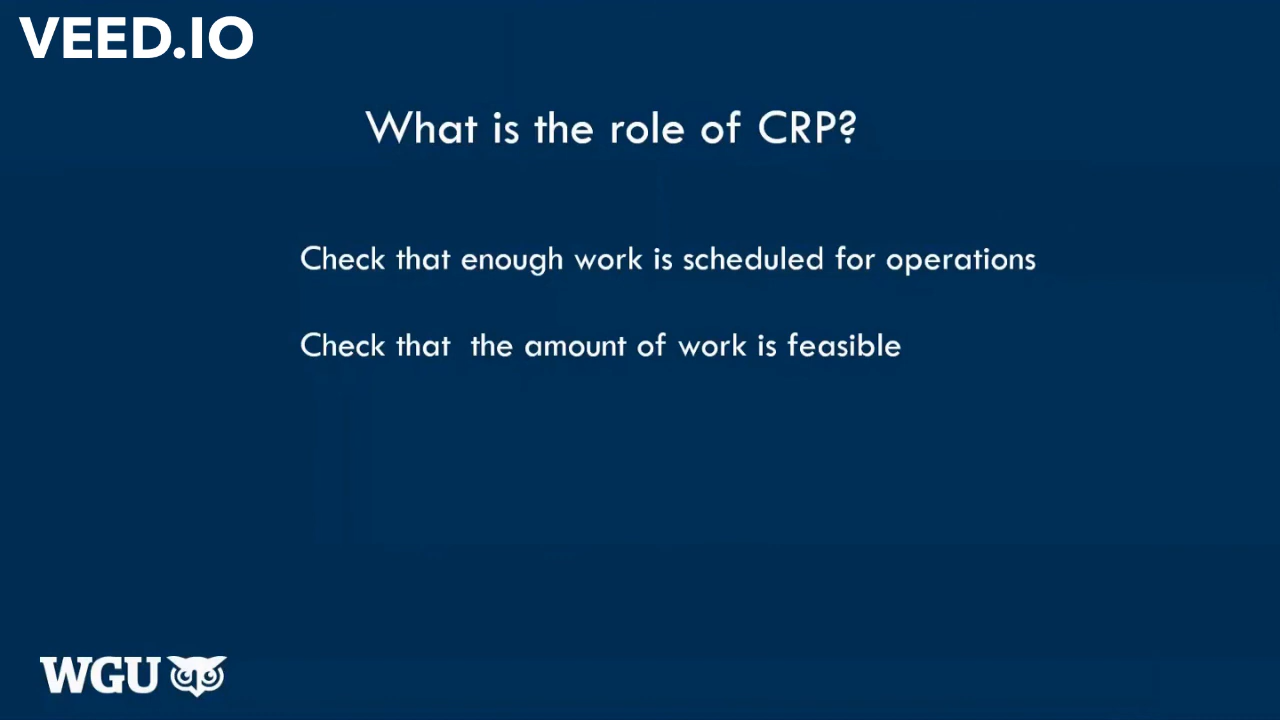 VEED.IO
What is the role of CRP?
Check that enough work is scheduled for operations
Check that  the amount of work is feasible
WGU